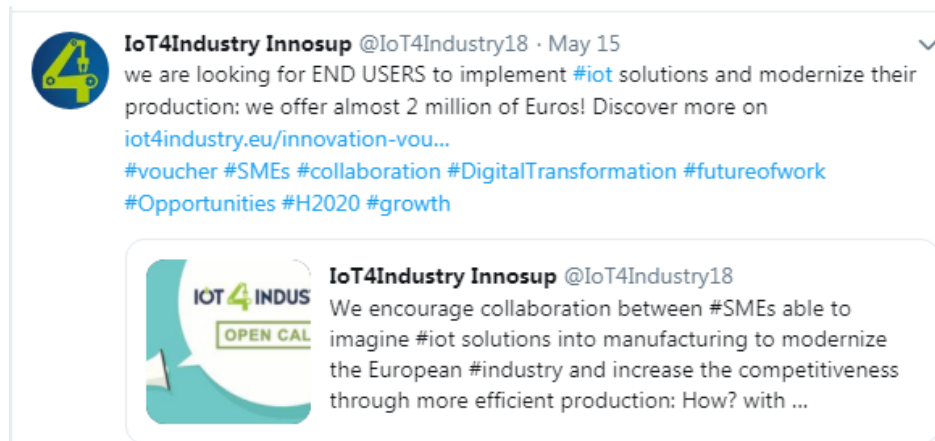 IoT4Industry Innosup @IoT4Industry18 · May 15
we are looking for END USERS to implement #iot solutions and modernize their
production: we offer almost 2 million of Euros! Discover more on
iot4industry.eu/innovation-vou...
#voucher #SMEs #collaboration #DigitalTransformation #futureofwork
#Opportunities #H2020 #growth
IoT4Industry Innosup @IoT4Industry18
We encourage collaboration between #SMEs able to
imagine #iot solutions into manufacturing to modernize
the European #industry and increase the competitiveness
through more efficient production: How? with ...
IOT 4 INDUS
OPEN CAL